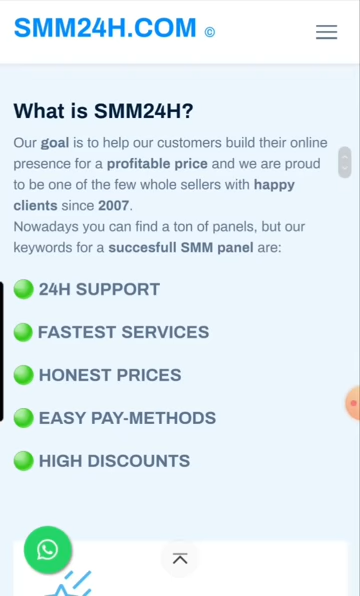 SMM24H.COM ©
What is SMM24H?
Our goal is to help our customers build their online
presence for a profitable price and we are proud
to be one of the few whole sellers with happy
clients since 2007.
Nowadays you can find a ton of panels, but our
keywords for a succesfull SMM panel are:
24H SUPPORT
FASTEST SERVICES
HONEST PRICES
EASY PAY-METHODS
HIGH DISCOUNTS